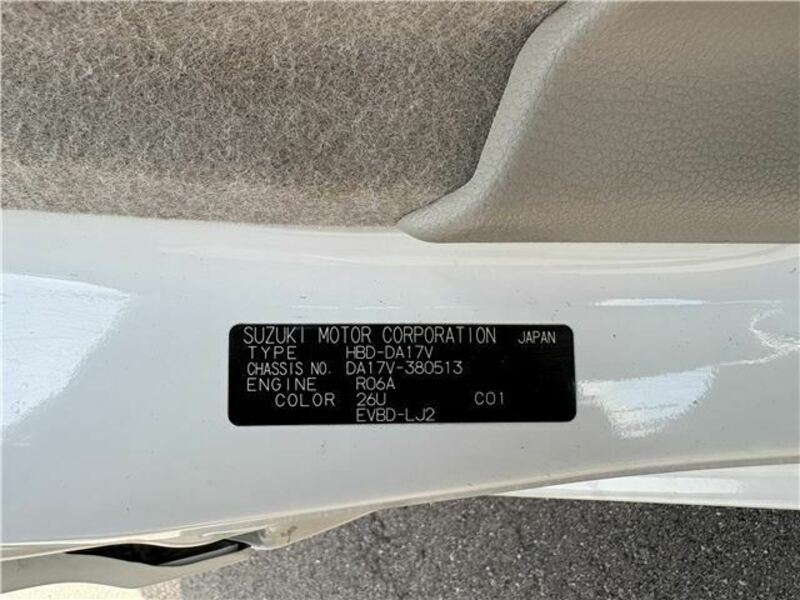 SUZUKI MOTOR CORPORATION JAPAN
TYPE HBD-DA17V
CHASSIS NO. DA17V-380513
ENGINE R06A
COLOR 26U C01
EVBD-LJ2